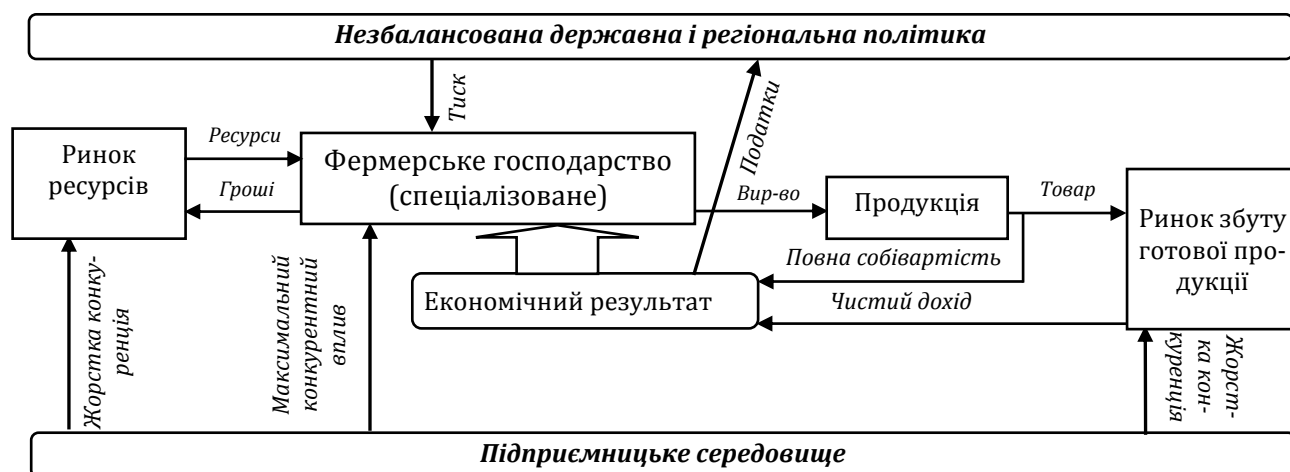 Незбалансована державна і регіональна політика
Тиск
Податки
Ринок
ресурсів
Ресурси
Гроші
Фермерське господарство
(спеціалізоване)
Вир-во
Продукція
Товар
Ринок збуту
готової про-
дукції
Повна собівартість
Економічний результат
Чистий дохід
Жорстка конку-
ренція
Максимальний
конкурентний
вплив
Жорст-
ка кон-
куренція
Підприємницьке середовище